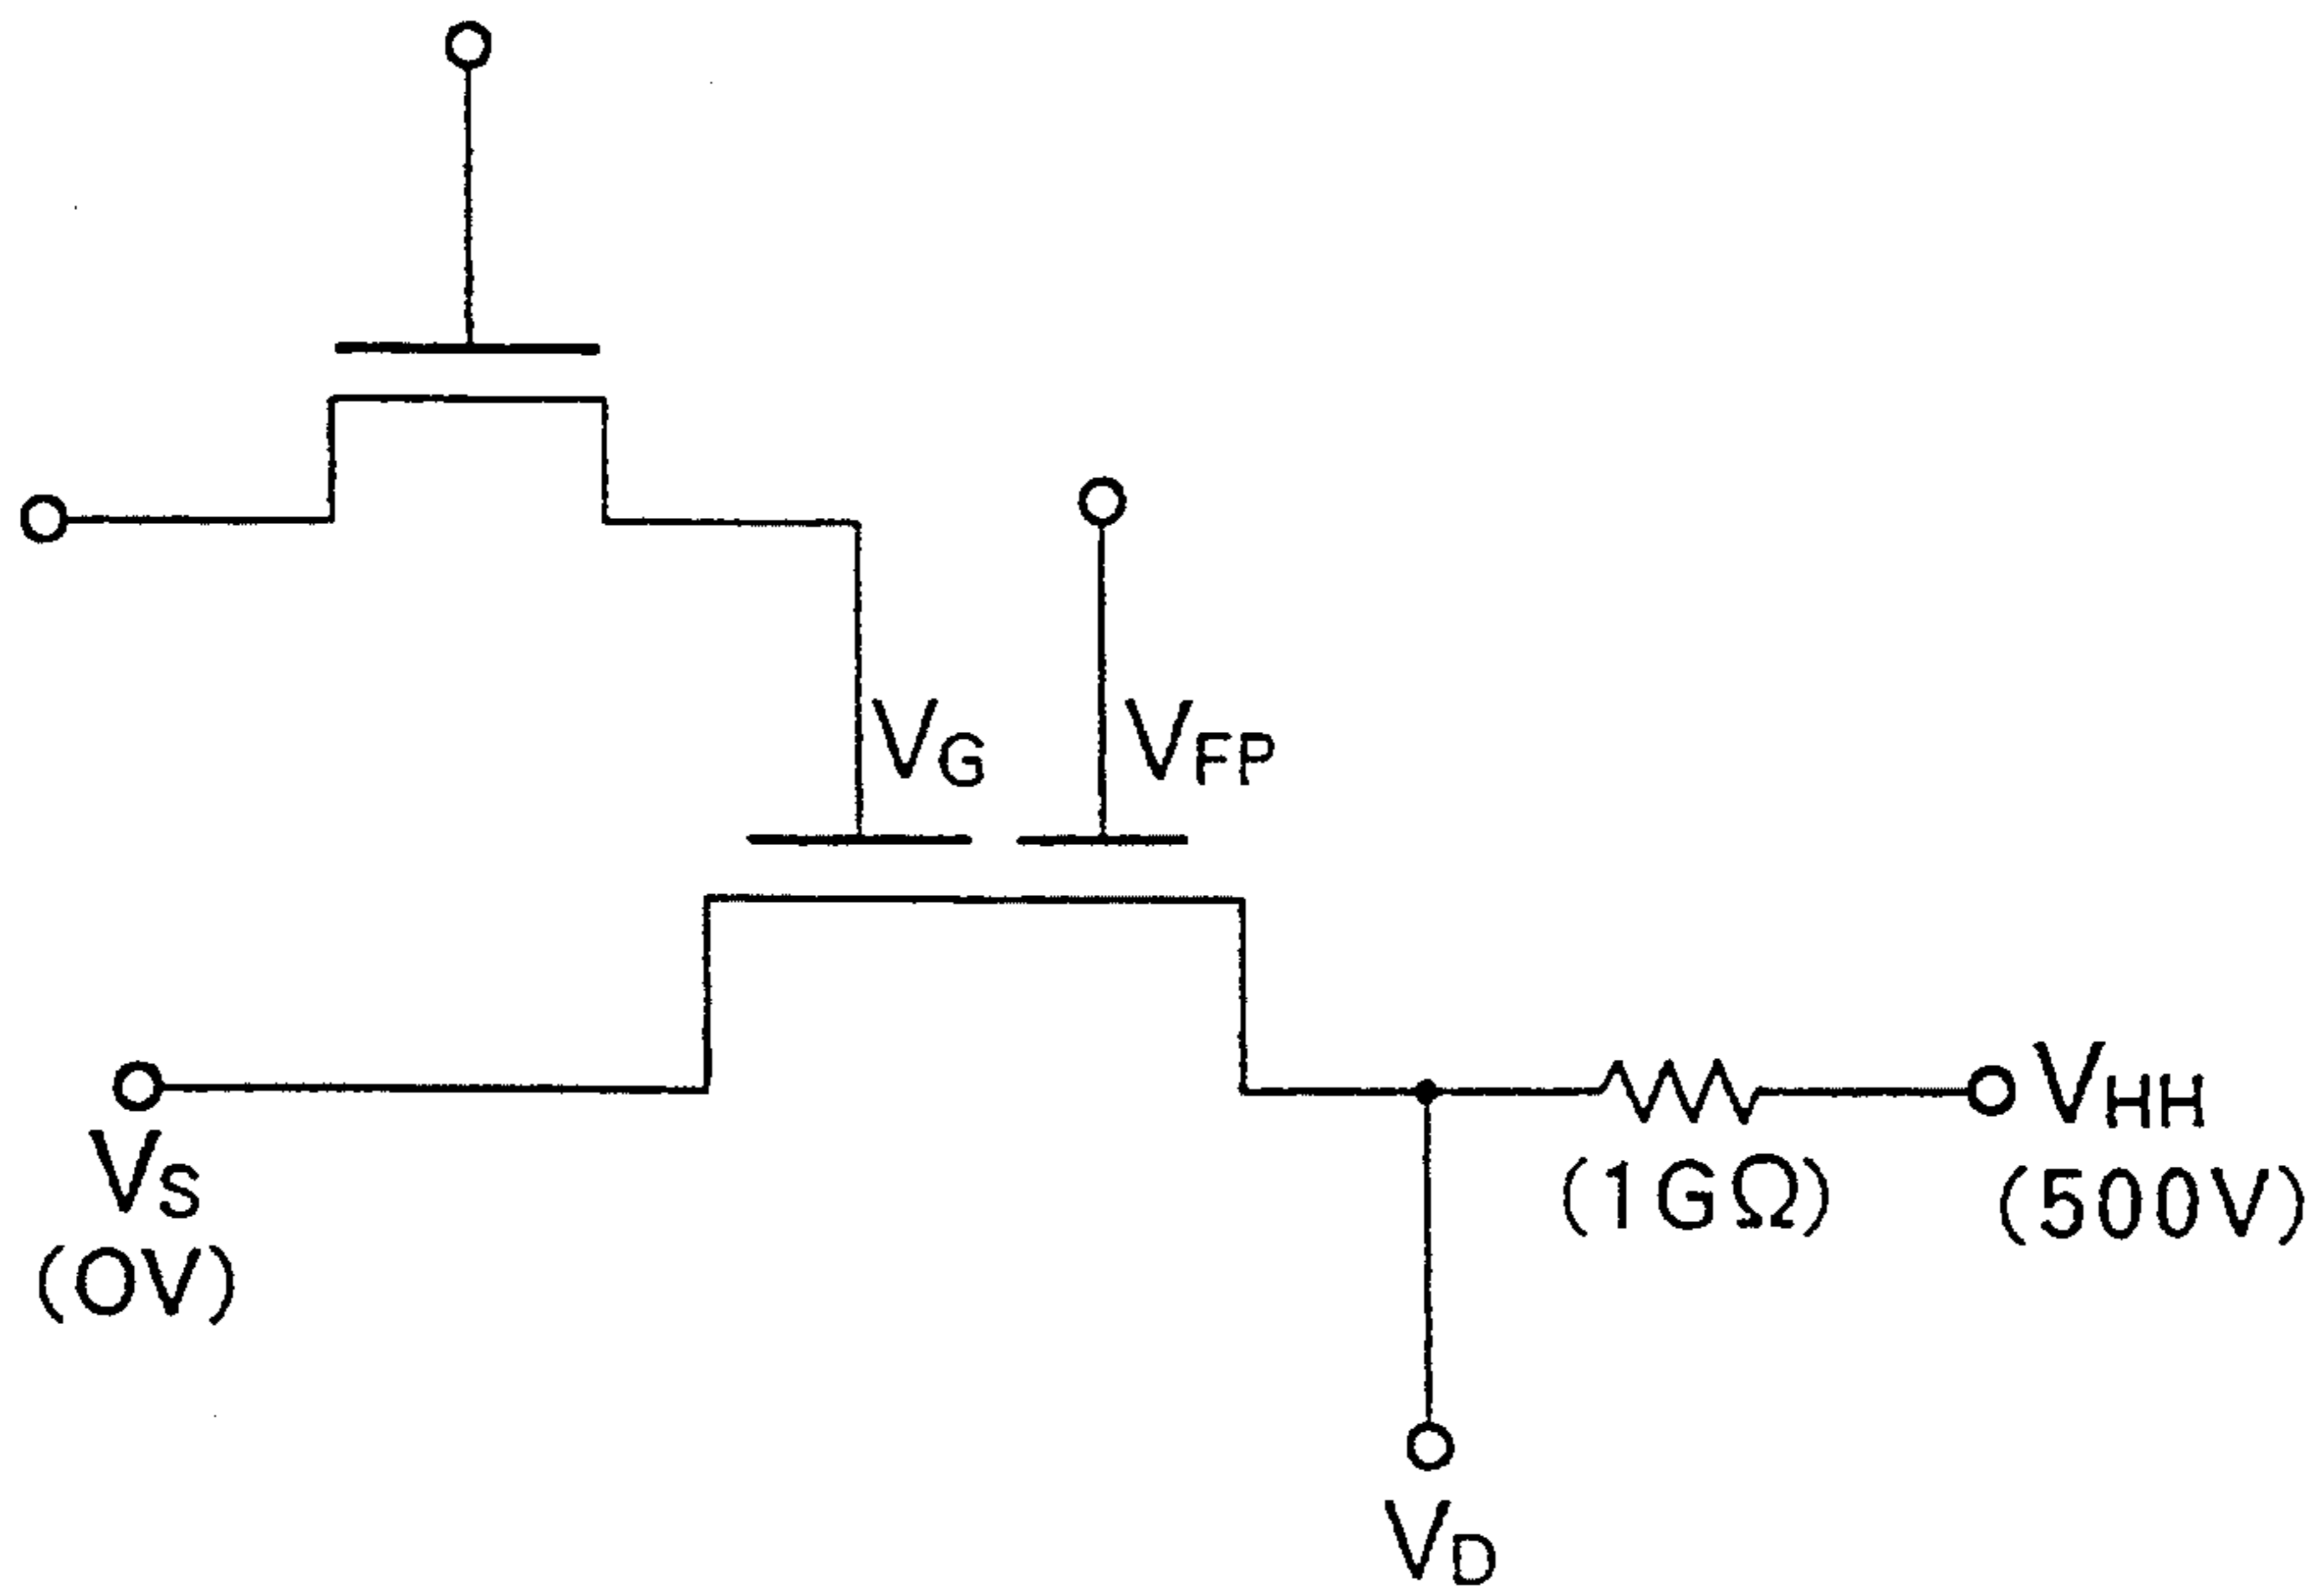 VG
VFP
VHH
(1GΩ)
(500V)
VS
(0V)
VD